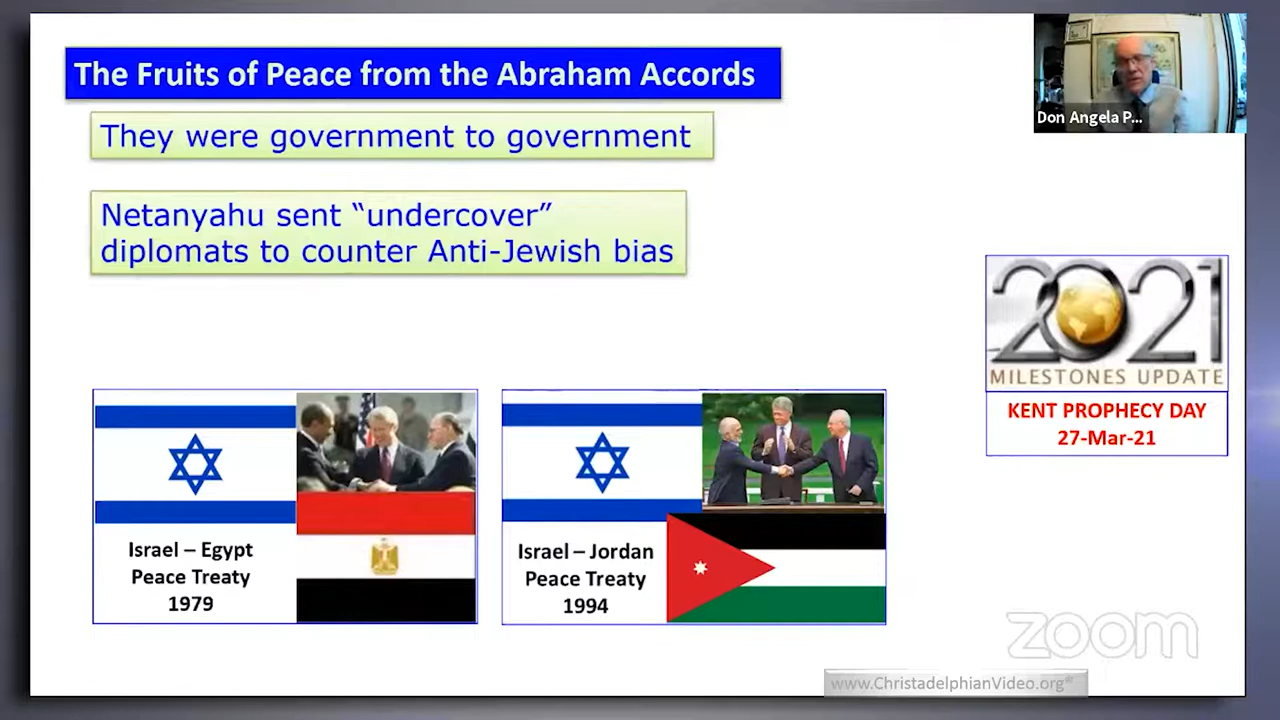 The Fruits of Peace from the Abraham Accords
They were government to government
Netanyahu sent “undercover”
diplomats to counter Anti-Jewish bias
Don Angela P...
2021
MILESTONES UPDATE
KENT PROPHECY DAY
27-Mar-21
Israel – Egypt
Peace Treaty
1979
Israel – Jordan
Peace Treaty
1994
zoom
www.ChristadelphianVideo.org®